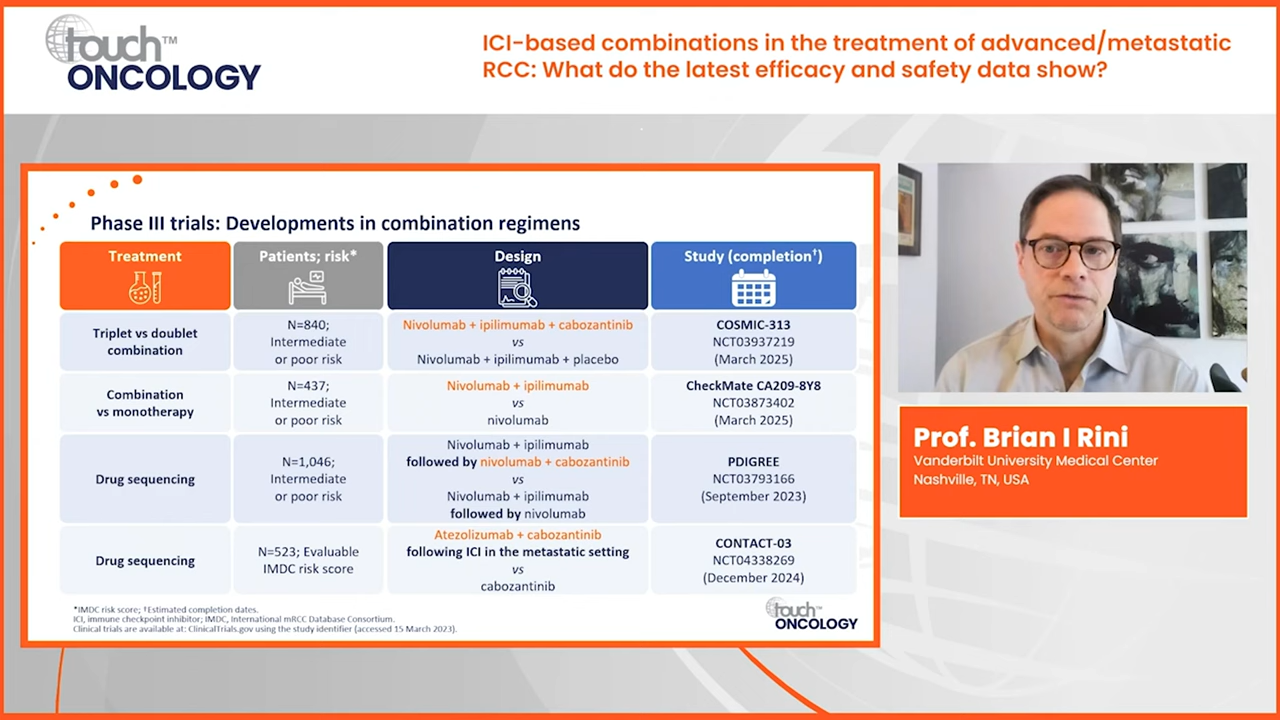 touch™
ONCOLOGY
ICI-based combinations in the treatment of advanced/metastatic
RCC: What do the latest efficacy and safety data show?
Phase III trials: Developments in combination regimens
Treatment
Patients; risk*
Design
Study (completion†)
Triplet vs doublet
combination
N=840;
Intermediate
or poor risk
Nivolumab + ipilimumab + cabozantinib
vs
Nivolumab + ipilimumab + placebo
COSMIC-313
NCT03937219
(March 2025)
Combination
vs monotherapy
N=437;
Intermediate
or poor risk
Nivolumab + ipilimumab
vs
nivolumab
CheckMate CA209-8Y8
NCT03873402
(March 2025)
Drug sequencing
N=1,046;
Intermediate
or poor risk
Nivolumab + ipilimumab
followed by nivolumab + cabozantinib
vs
Nivolumab + ipilimumab
followed by nivolumab
PDIGREE
NCT03793166
(September 2023)
Drug sequencing
N=523; Evaluable
IMDC risk score
Atezolizumab + cabozantinib
following ICI in the metastatic setting
vs
cabozantinib
CONTACT-03
NCT04338269
(December 2024)
*IMDC risk score; †Estimated completion dates.
ICI, immune checkpoint inhibitor; IMDC, International mRCC Database Consortium.
Clinical trials are available at: ClinicalTrials.gov using the study identifier (accessed 15 March 2023).
touch™
ONCOLOGY
Prof. Brian I Rini
Vanderbilt University Medical Center
Nashville, TN, USA